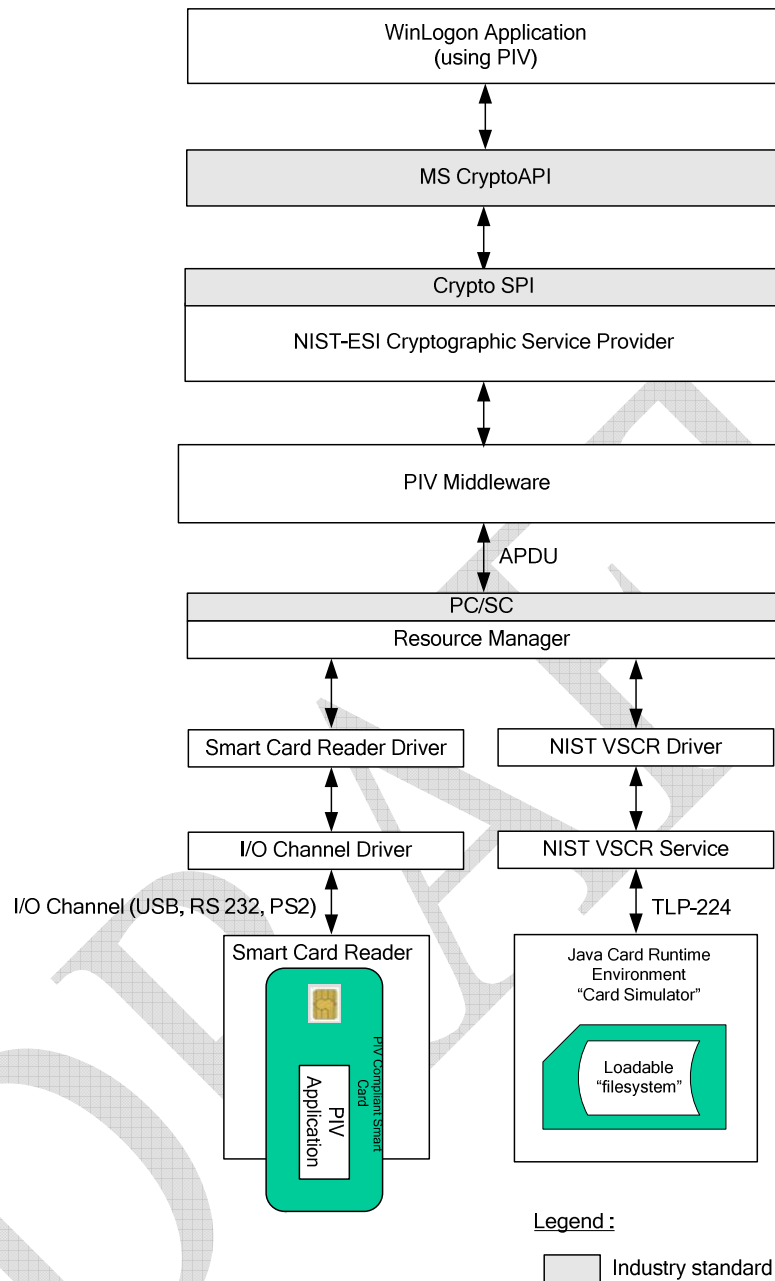 WinLogon Application
(using PIV)
MS CryptoAPI
Crypto SPI
NIST-ESI Cryptographic Service Provider
PIV Middleware
APDU
PC/SC
Resource Manager
Smart Card Reader Driver
NIST VSCR Driver
I/O Channel Driver
NIST VSCR Service
I/O Channel (USB, RS 232, PS2)
TLP-224
Smart Card Reader
PIV Compliant Smart
Card
PIV
Application
Java Card Runtime
Environment
“Card Simulator”
Loadable
“filesystem”
Legend :
Industry standard
DRAFT